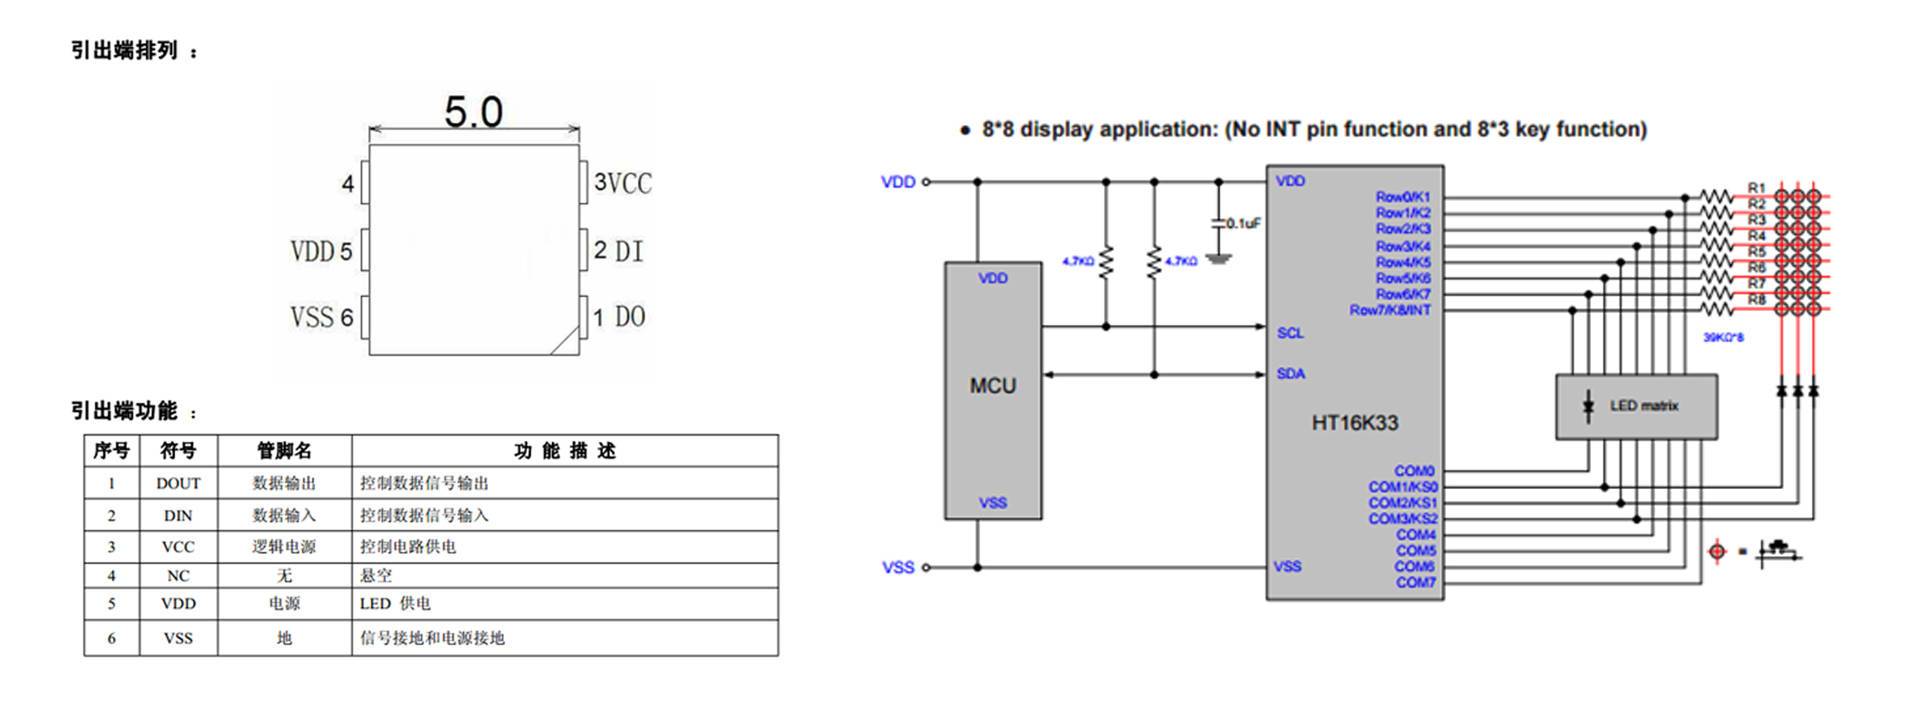 引出端排列 ：
5.0
4
3VCC
VDD 5
2 DI
VSS 6
1 DO
引出端功能 ：
序号 符号 管脚名 功 能 描 述
1 DOUT 数据输出 控制数据信号输出
2 DIN 数据输入 控制数据信号输入
3 VCC 逻辑电源 控制电路供电
4 NC 无 悬空
5 VDD 电源 LED 供电
6 VSS 地 信号接地和电源接地
● 8*8 display application: (No INT pin function and 8*3 key function)
VDD
VDD
Row0/K1
Row1/K2
Row2/K3
Row3/K4
Row4/K5
Row5/K6
Row6/K7
Row7/K8/INT
R1
R2
R3
R4
R5
R6
R7
R8
39KΩ*8
0.1uF
4.7KΩ
4.7KΩ
VDD
SCL
SDA
MCU
HT16K33
LED matrix
VSS
COM0
COM1/KS0
COM2/KS1
COM3/KS2
COM4
COM5
COM6
COM7
VSS
VSS
=